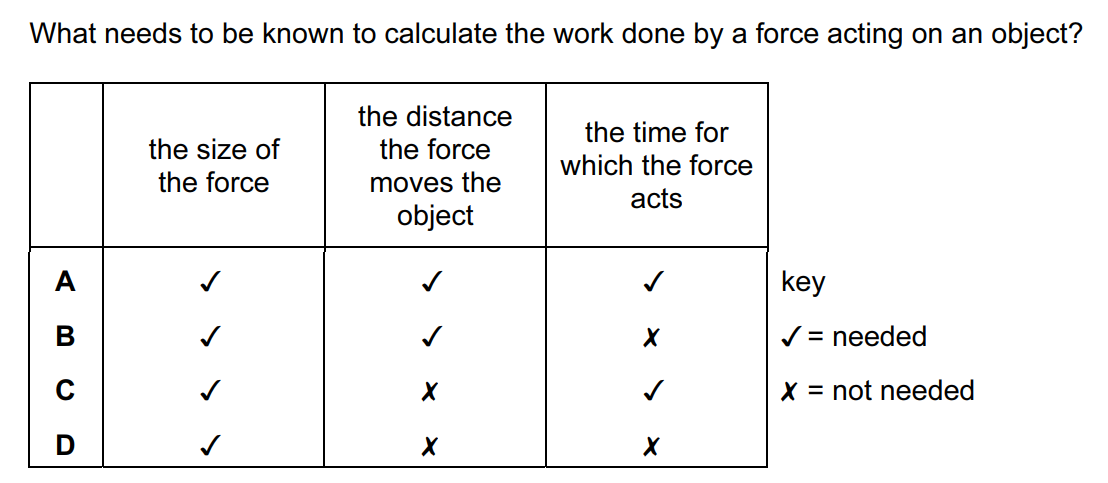 What needs to be known to calculate the work done by a force acting on an object?
the size of
the force
the distance
the force
moves the
object
the time for
which the force
acts
A ✓ ✓ ✓ key
B ✓ ✓ ✗ ✓ = needed
C ✓ ✗ ✓ ✗ = not needed
D ✓ ✗ ✗